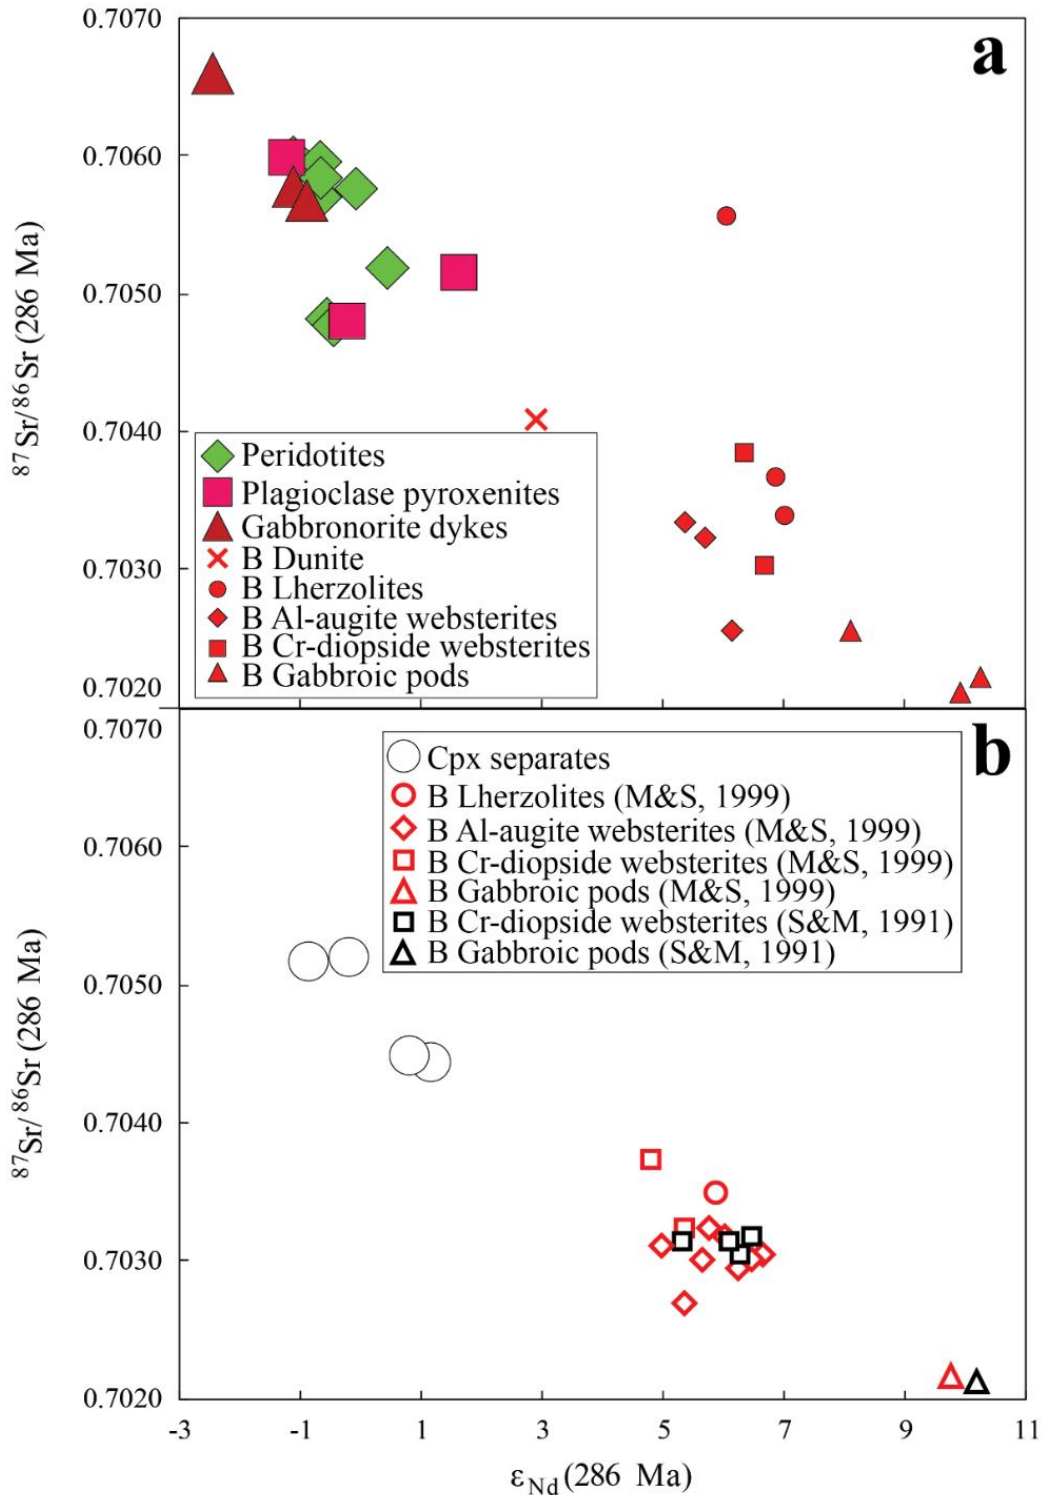 0.7070
a
0.7060
0.7050
0.7040
0.7030
0.7020
87Sr/86Sr (286 Ma)
Peridotites
Plagioclase pyroxenites
Gabbronorite dykes
B Dunite
B Lherzolites
B Al-augite websterites
B Cr-diopside websterites
B Gabbroic pods
0.7070
b
0.7060
0.7050
0.7040
0.7030
0.7020
87Sr/86Sr (286 Ma)
Cpx separates
B Lherzolites (M&S, 1999)
B Al-augite websterites (M&S, 1999)
B Cr-diopside websterites (M&S, 1999)
B Gabbroic pods (M&S, 1999)
B Cr-diopside websterites (S&M, 1991)
B Gabbroic pods (S&M, 1991)
-3 -1 1 3 5 7 9 11
εNd (286 Ma)